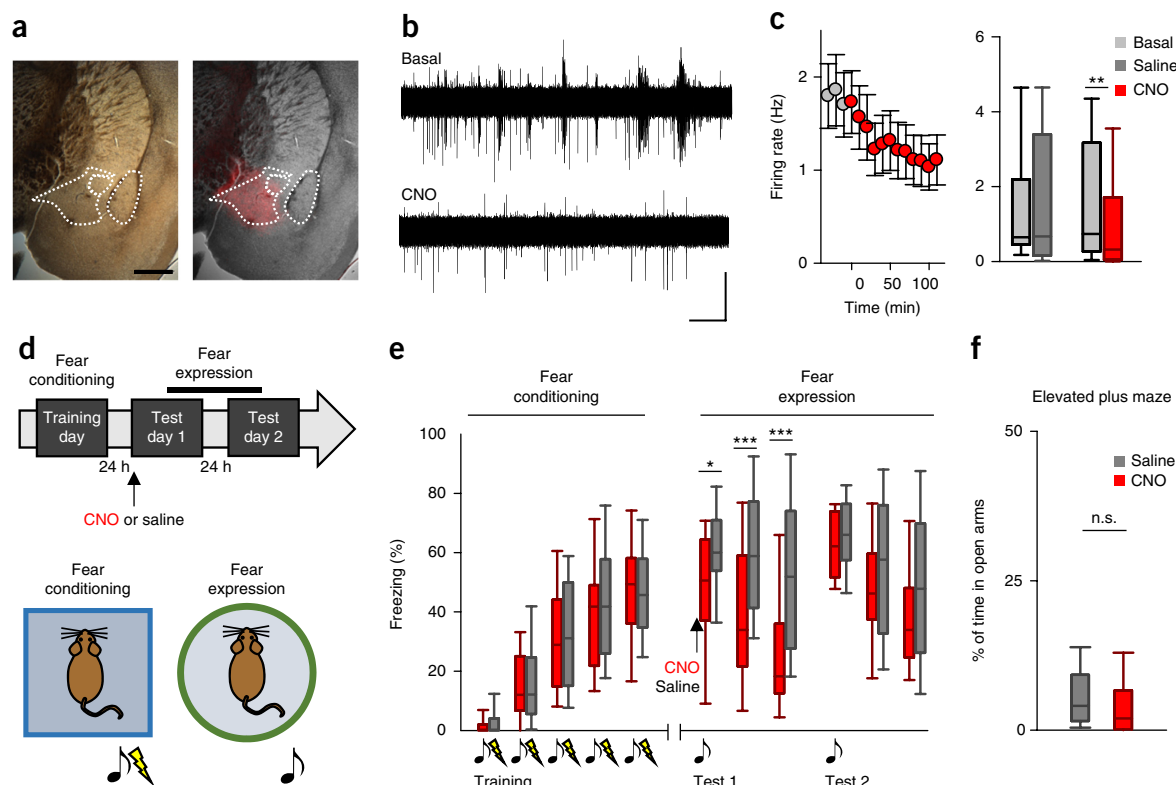 a
b
Basal
CNO
c
Firing rate (Hz)
2
1
0
0 50 100
Time (min)
6
4
2
0
Basal
Saline
CNO
**
d
Fear
conditioning
Fear
expression
Training
day
Test
day 1
Test
day 2
24 h
24 h
CNO or saline
Fear
conditioning
Fear
expression
e
Fear
conditioning
Fear
expression
Freezing (%)
100
80
60
40
20
0
*
***
***
CNO
Saline
Training
Test 1
Test 2
f
Elevated plus maze
% of time in open arms
50
25
0
Saline
CNO
n.s.